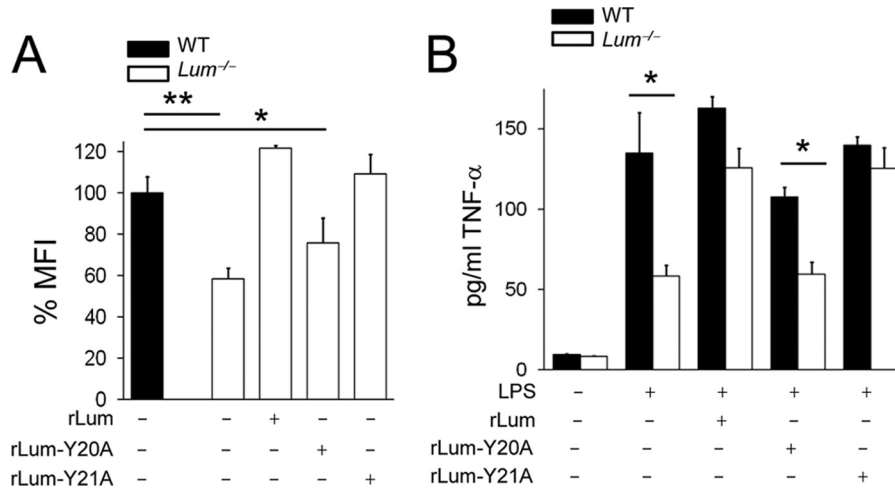 A
WT
Lum−/−
**
*
% MFI
120
100
80
60
40
20
0
rLum − − + − −
rLum-Y20A − − − + −
rLum-Y21A − − − − +
B
WT
Lum−/−
*
*
pg/ml TNF-α
150
100
50
0
LPS − + + + +
rLum − − + − −
rLum-Y20A − − − + −
rLum-Y21A − − − − +